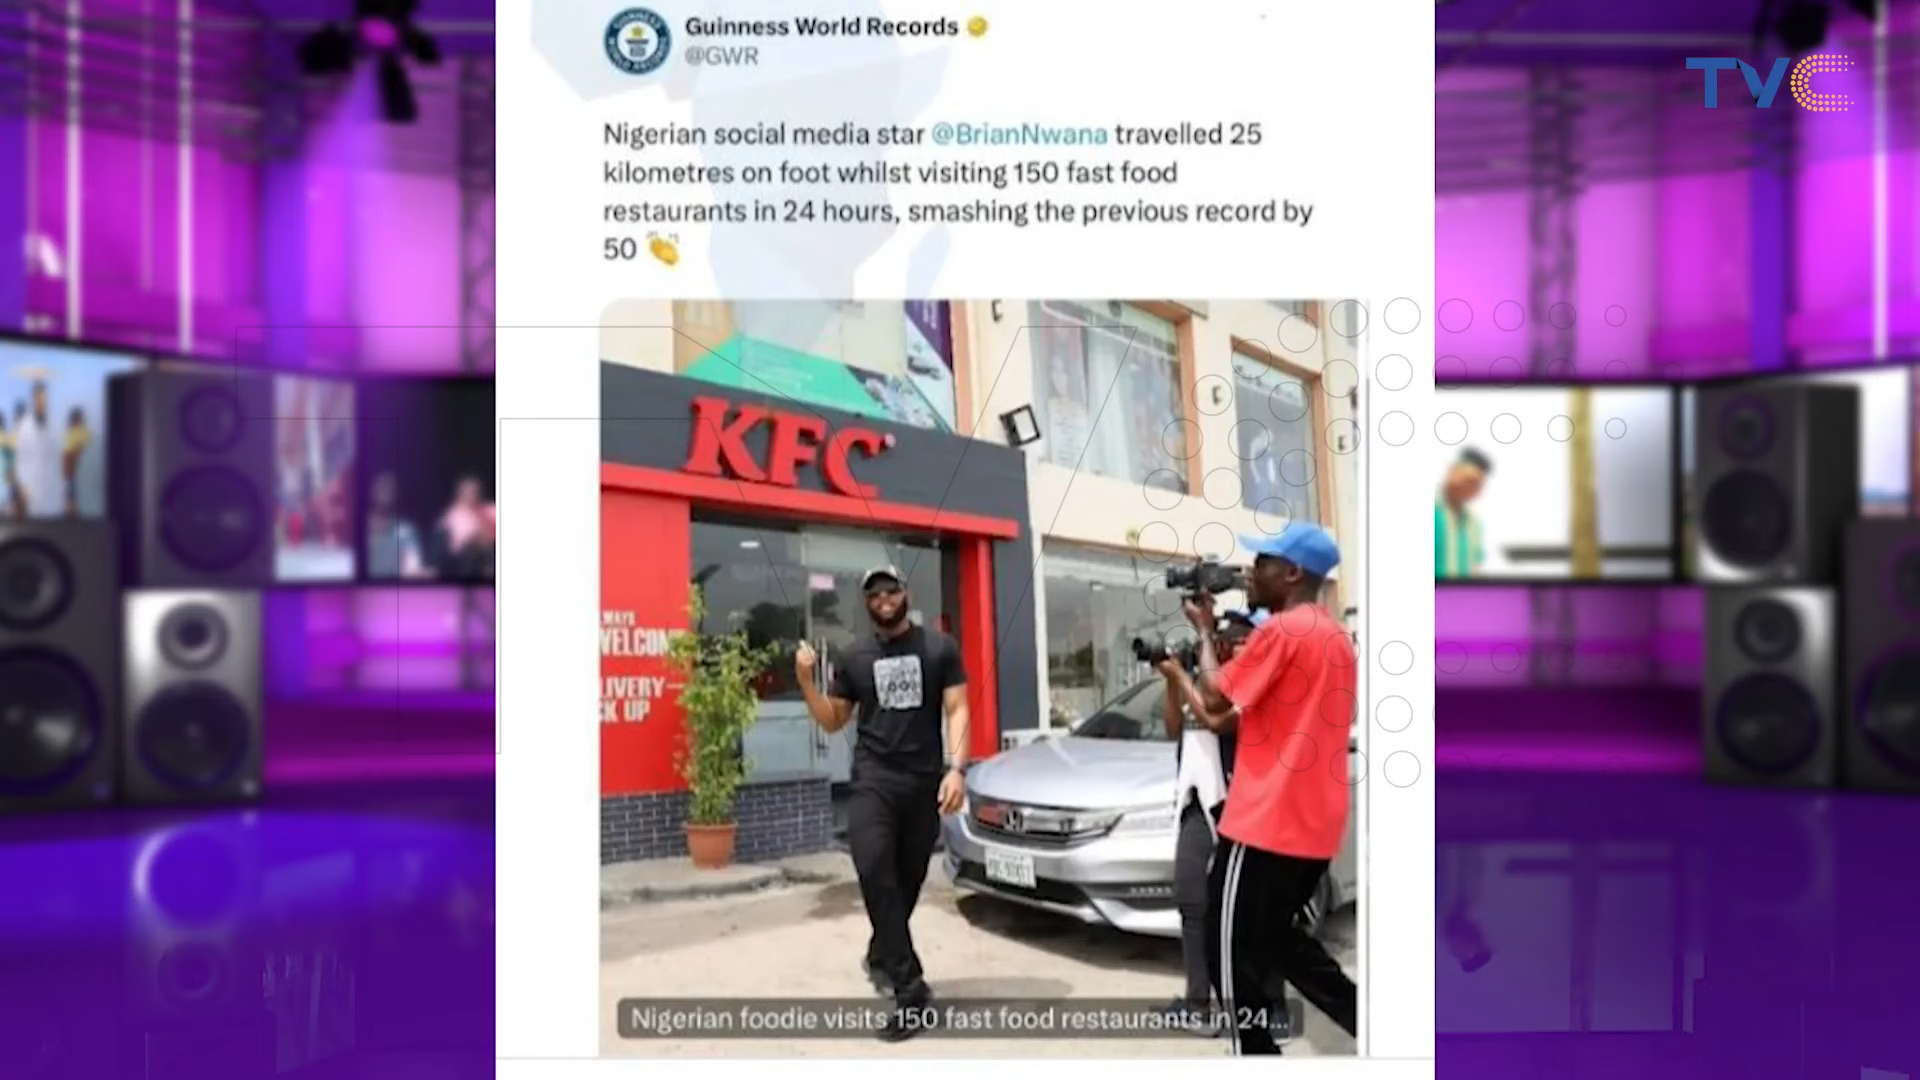 Guinness World Records
@GWR
TVC
Nigerian social media star @BrianNwana travelled 25
kilometres on foot whilst visiting 150 fast food
restaurants in 24 hours, smashing the previous record by
50 👏
KFC
WELCOM
LIVERY
CK UP
Nigerian foodie visits 150 fast food restaurants in 24...